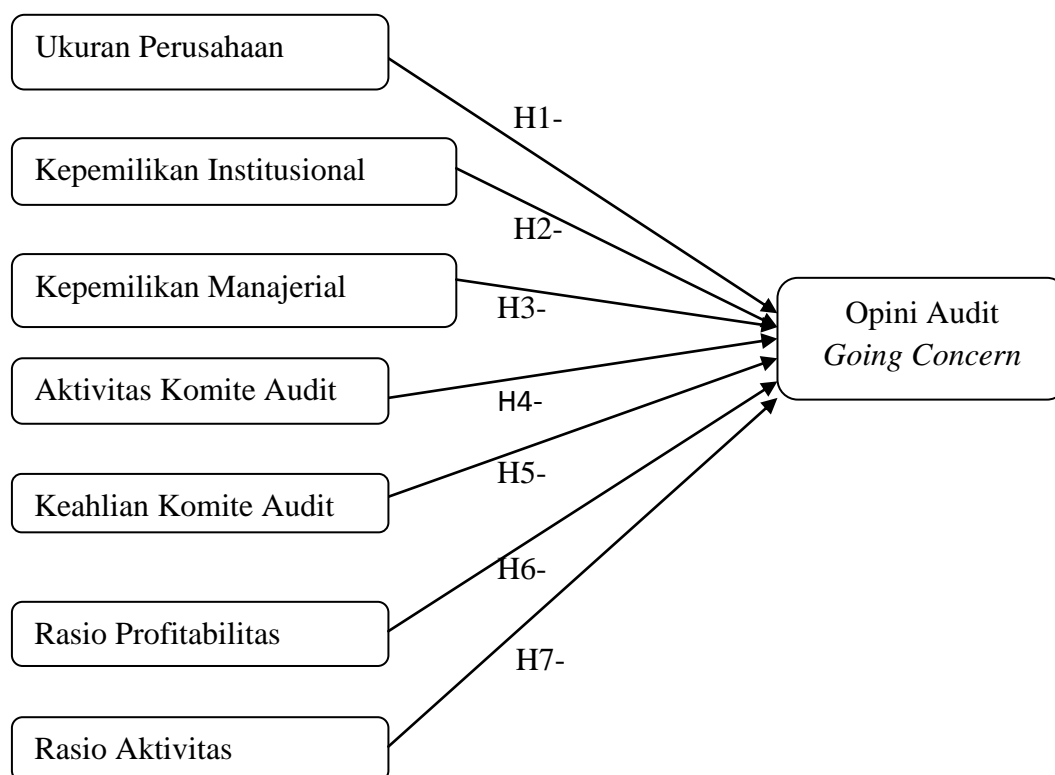 Ukuran Perusahaan
H1-
Kepemilikan Institusional
H2-
Kepemilikan Manajerial
H3-
Opini Audit
Going Concern
Aktivitas Komite Audit
H4-
Keahlian Komite Audit
H5-
H6-
Rasio Profitabilitas
H7-
Rasio Aktivitas